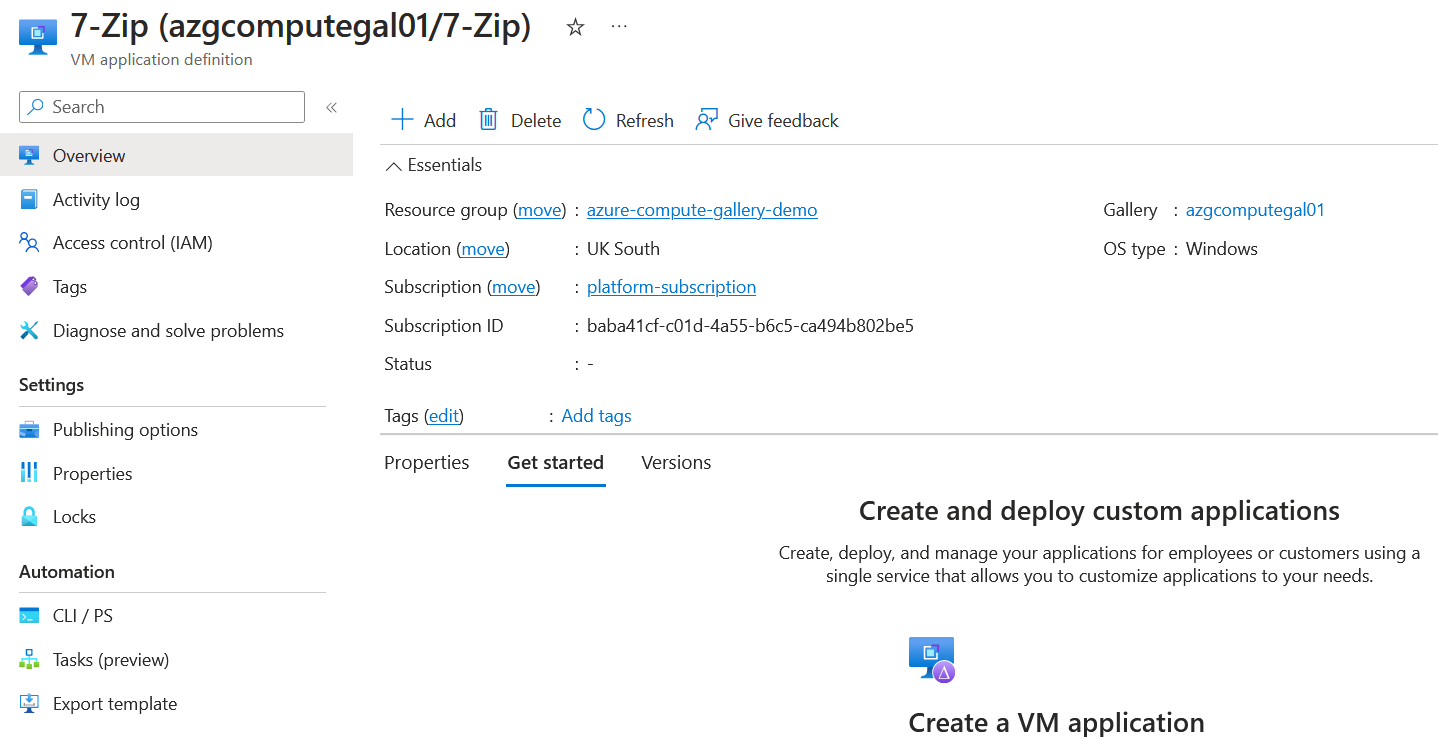 7-Zip (azgcomputegal01/7-Zip)
VM application definition
Search
Overview
Activity log
Access control (IAM)
Tags
Diagnose and solve problems
Settings
Publishing options
Properties
Locks
Automation
CLI / PS
Tasks (preview)
Export template
Add Delete Refresh Give feedback
Essentials
Resource group (move) : azure-compute-gallery-demo
Location (move) : UK South
Subscription (move) : platform-subscription
Subscription ID : baba41cf-c01d-4a55-b6c5-ca494b802be5
Status : -
Tags (edit) : Add tags
Gallery : azgcomputegal01
OS type : Windows
Properties Get started Versions
Create and deploy custom applications
Create, deploy, and manage your applications for employees or customers using a
single service that allows you to customize applications to your needs.
Create a VM application